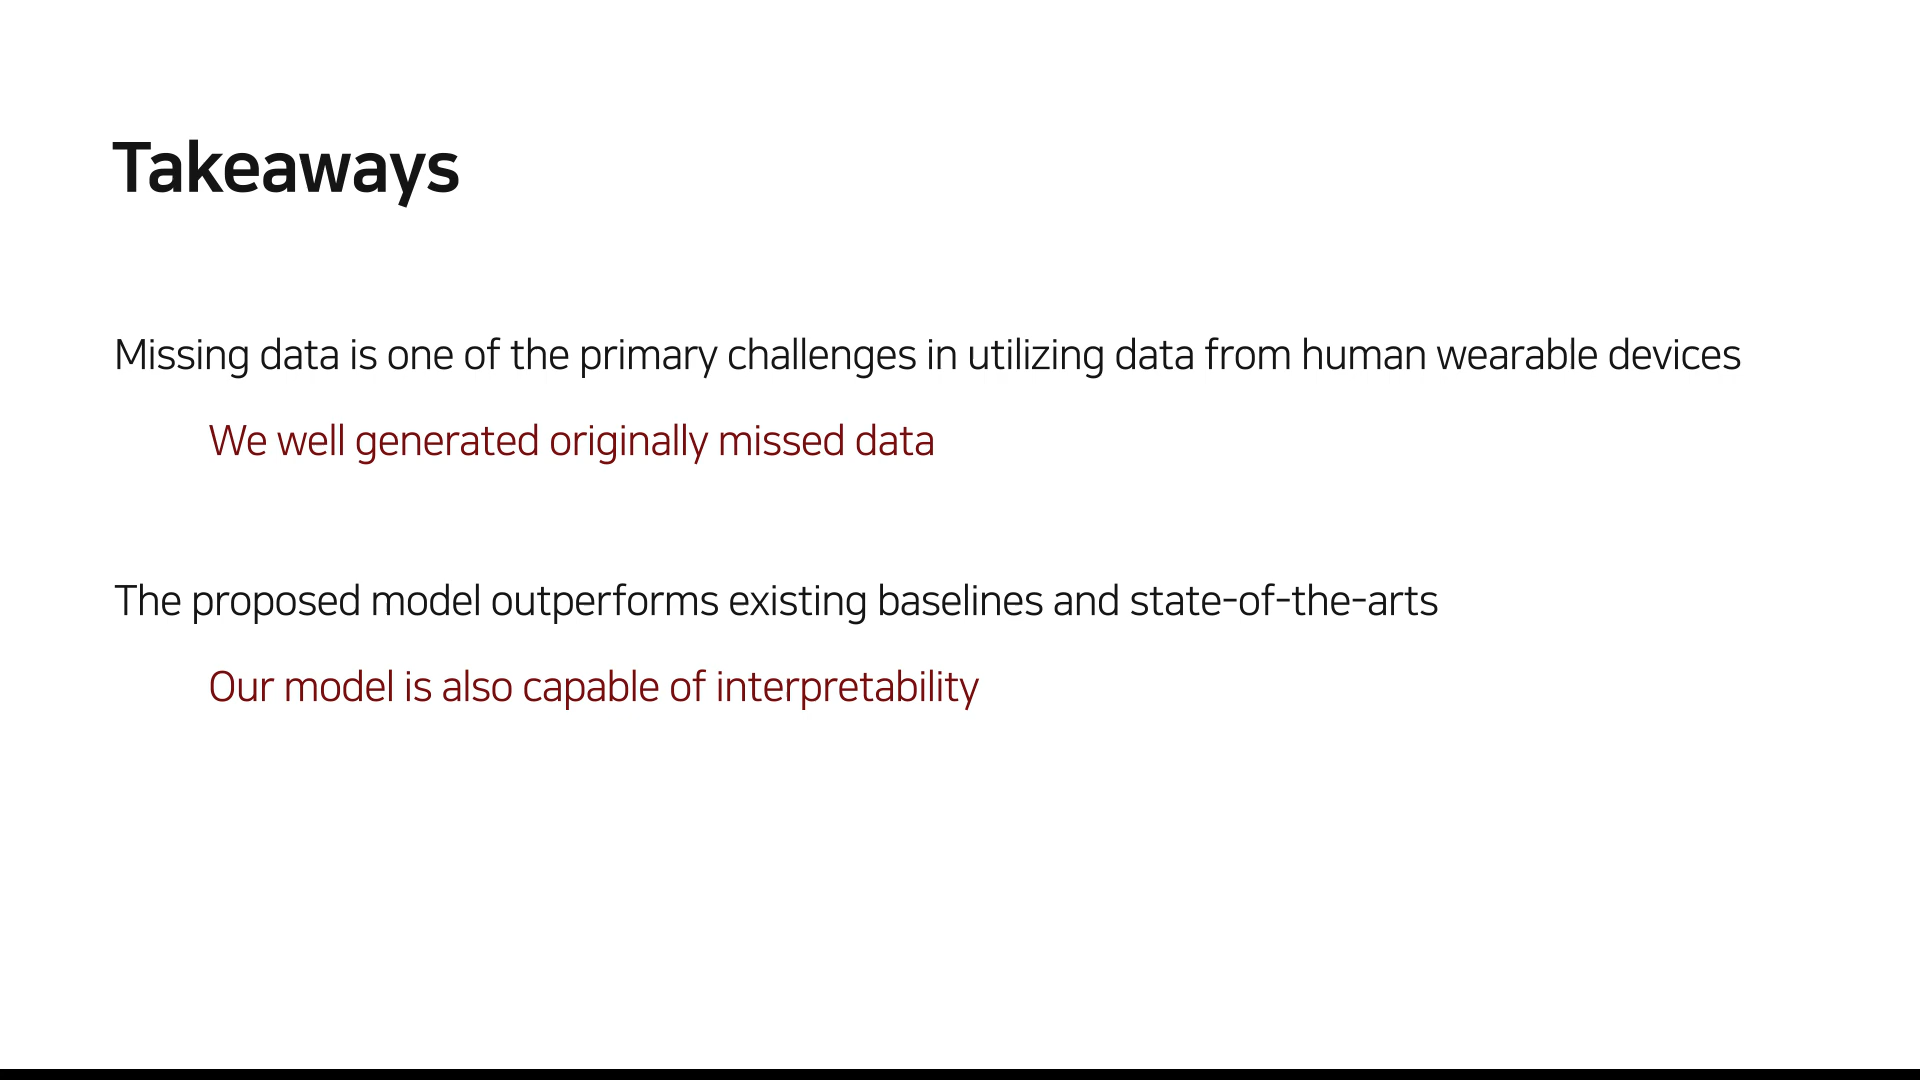 Takeaways
Missing data is one of the primary challenges in utilizing data from human wearable devices
We well generated originally missed data
The proposed model outperforms existing baselines and state-of-the-arts
Our model is also capable of interpretability